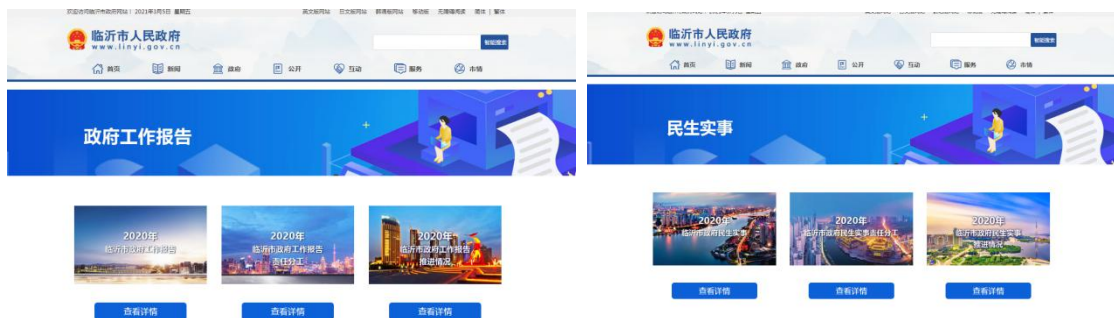 欢迎访问临沂市政府网站! 2021年3月5日 星期五
英文版网站 日文版网站 韩语版网站 移动版 无障碍阅读 简体 | 繁体
临沂市人民政府
www.linyi.gov.cn
智能搜索
首页 新闻 政府 公开 互动 服务 市情
政府工作报告
2020年
临沂市政府工作报告
2020年
临沂市政府工作报告
责任分工
2020年
临沂市政府工作报告
推进情况
查看详情 查看详情 查看详情
临沂市人民政府
www.linyi.gov.cn
智能搜索
首页 新闻 政府 公开 互动 服务 市情
民生实事
2020年
临沂市政府民生实事
2020年
临沂市政府民生实事责任分工
2020年
临沂市政府民生实事
推进情况
查看详情 查看详情 查看详情